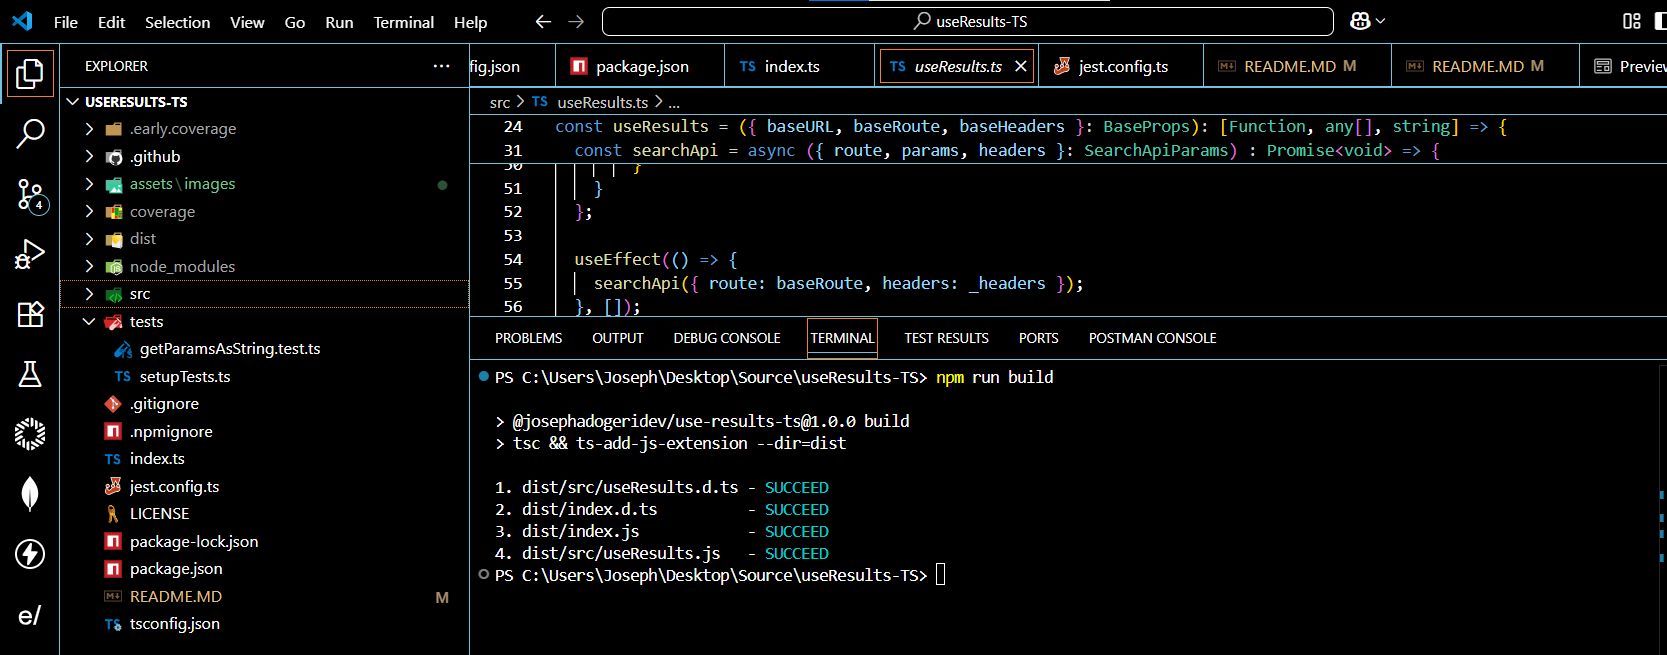 File Edit Selection View Go Run Terminal Help
useResults-TS
EXPLORER
USERESULTS-TS
.early.coverage
.github
assets\images
coverage
dist
node_modules
src
tests
getParamsAsString.test.ts
TS setupTests.ts
.gitignore
.npmignore
TS index.ts
jest.config.ts
LICENSE
package-lock.json
package.json
README.MD M
TS tsconfig.json
4
e/
fig.json
package.json
TS index.ts
TS useResults.ts
jest.config.ts
README.MD M
README.MD M
Preview
src > TS useResults.ts > ...
24 const useResults = ({ baseURL, baseRoute, baseHeaders }: BaseProps): [Function, any[], string] => {
31 const searchApi = async ({ route, params, headers }: SearchApiParams) : Promise<void> => {
50 }
51 }
52 };
53
54 useEffect(() => {
55 searchApi({ route: baseRoute, headers: _headers });
56 }, []);
PROBLEMS OUTPUT DEBUG CONSOLE TERMINAL TEST RESULTS PORTS POSTMAN CONSOLE
PS C:\Users\Joseph\Desktop\Source\useResults-TS> npm run build
> @josephadogeridev/use-results-ts@1.0.0 build
> tsc && ts-add-js-extension --dir=dist
1. dist/src/useResults.d.ts - SUCCEED
2. dist/index.d.ts - SUCCEED
3. dist/index.js - SUCCEED
4. dist/src/useResults.js - SUCCEED
PS C:\Users\Joseph\Desktop\Source\useResults-TS>